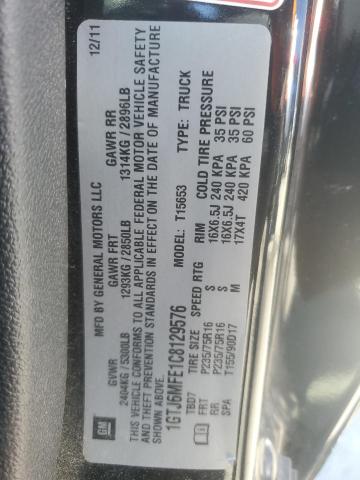 MFD BY GENERAL MOTORS LLC
12/11
GVWR GAWR FRT GAWR RR
2404KG / 5300LB 1293KG / 2850LB 1314KG / 2896LB
THIS VEHICLE CONFORMS TO ALL APPLICABLE FEDERAL MOTOR VEHICLE SAFETY
STANDARDS IN EFFECT ON THE DATE OF MANUFACTURE
SHOWN ABOVE.
1GTJ6MFE1C8129576 MODEL: T15653 TYPE: TRUCK
TBD7 TIRE SIZE SPEED RTG RIM COLD TIRE PRESSURE
FRT P235/75R16 S 16X6.5J 240 KPA 35 PSI
RR P235/75R16 S 16X6.5J 240 KPA 35 PSI
SPA T155/90D17 M 17X4T 420 KPA 60 PSI
GM